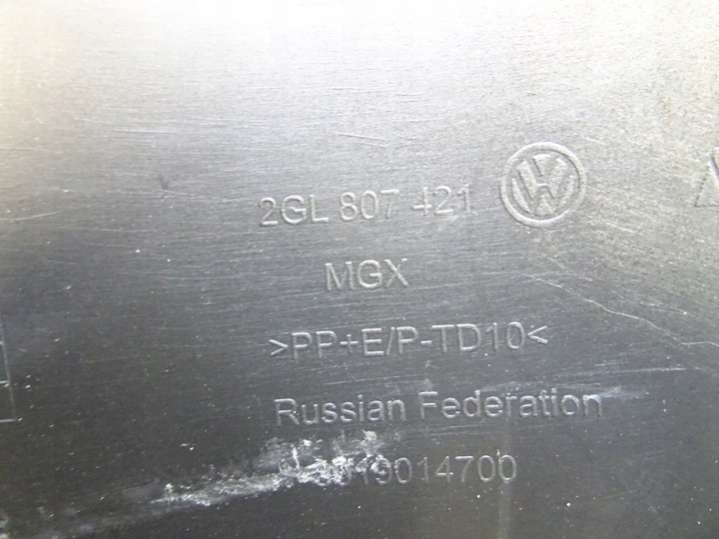 2GL 807 421
MGX
>PP+E/P-TD10<
Russian Federation